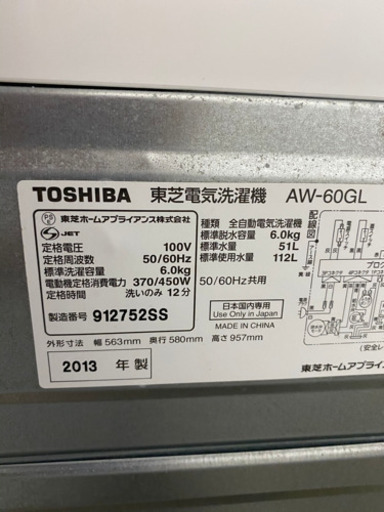 TOSHIBA 東芝電気洗濯機 AW-60GL
PS E
JET
東芝ホームアプライアンス株式会社
定格電圧 100V
定格周波数 50/60Hz
標準洗濯容量 6.0kg
電動機定格消費電力 370/450W
定格時間 洗いのみ 12分
製造番号 912752SS
種類 全自動電気洗濯機
標準脱水容量 6.0kg
標準水量 51L
標準使用水量 112L
50/60Hz共用
日本国内専用
Use Only in Japan
MADE IN CHINA
外形寸法 幅 563mm 奥行 580mm 高さ 957mm
2013 年製
配線図
東芝ホームアプライア